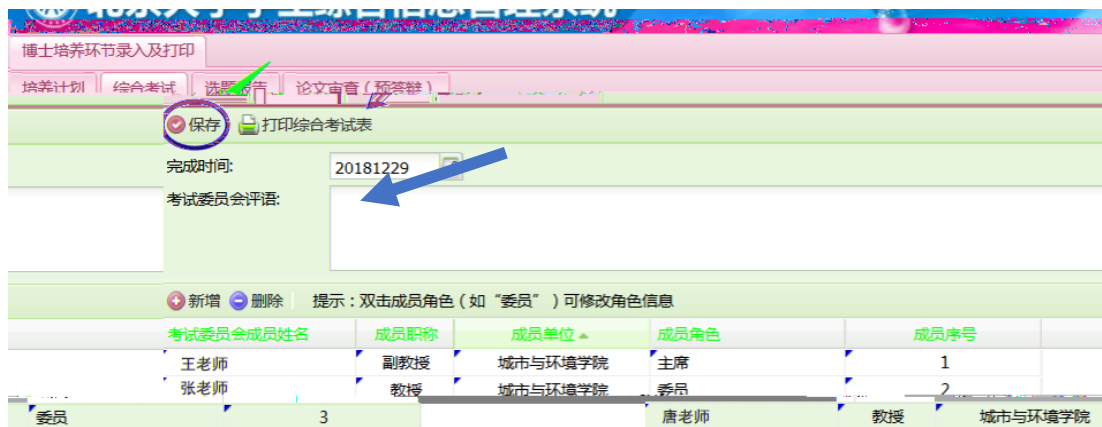 博士培养环节录入及打印
培养计划 综合考试 选题报告 论文审查(预答辩)
保存 打印综合考试表
完成时间: 20181229
考试委员会评语:
新增 删除 提示:双击成员角色(如“委员”)可修改角色信息
考试委员会成员姓名 成员职称 成员单位 成员角色 成员序号
王老师 副教授 城市与环境学院 主席 1
张老师 教授 城市与环境学院 委员 2
委员 3 唐老师 教授 城市与环境学院